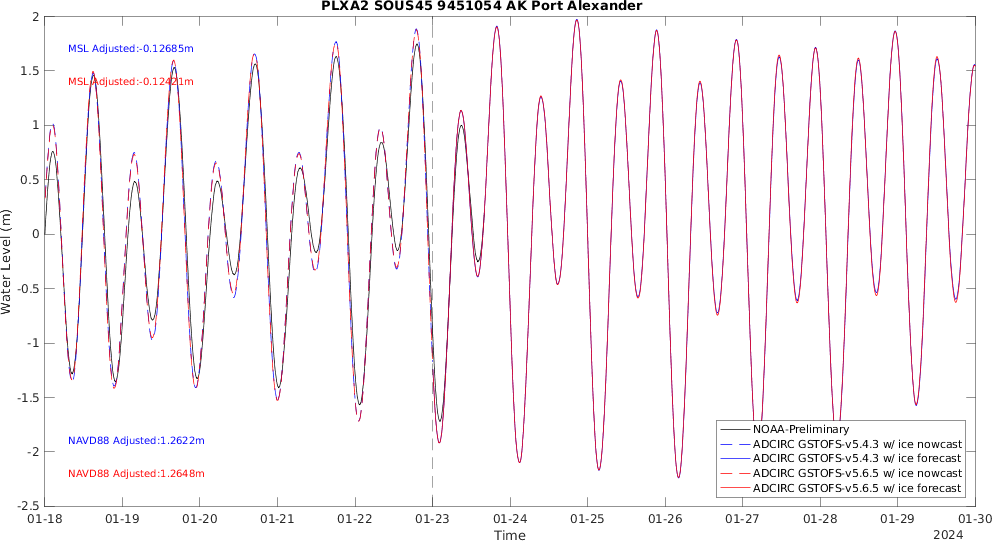 PLXA2 SOUS45 9451054 AK Port Alexander
MSL Adjusted:-0.12685m
MSL Adjusted:-0.12421m
NAVD88 Adjusted:1.2622m
NAVD88 Adjusted:1.2648m
Water Level (m)
2
1.5
1
0.5
0
-0.5
-1
-1.5
-2
-2.5
NOAA-Preliminary
ADCIRC GSTOFS-v5.4.3 w/ ice nowcast
ADCIRC GSTOFS-v5.4.3 w/ ice forecast
ADCIRC GSTOFS-v5.6.5 w/ ice nowcast
ADCIRC GSTOFS-v5.6.5 w/ ice forecast
01-18 01-19 01-20 01-21 01-22 01-23 01-24 01-25 01-26 01-27 01-28 01-29 01-30
Time
2024